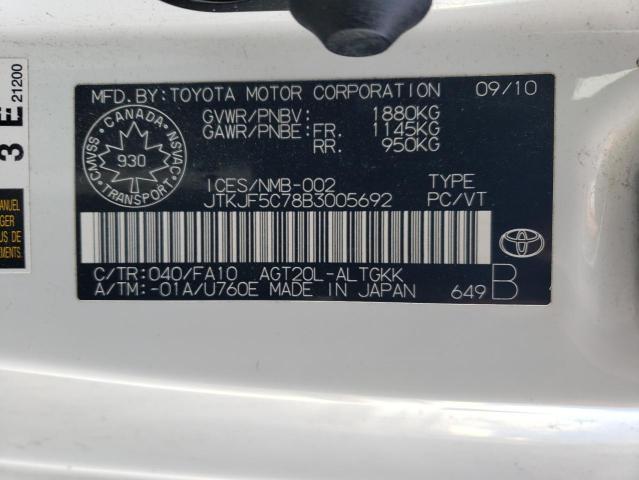 MFD. BY: TOYOTA MOTOR CORPORATION 09/10
GVWR/PNBV : 1880KG
GAWR/PNBE : FR. 1145KG
RR. 950KG
CANADA
CMVSS NSVAC
930
TRANSPORT
ICES/NMB-002 TYPE
JTKJF5C78B3005692 PC/VT
C/TR: 040/FA10 AGT20L-ALTGKK
A/TM: -01A/U760E MADE IN JAPAN 649 B
3 E
21200